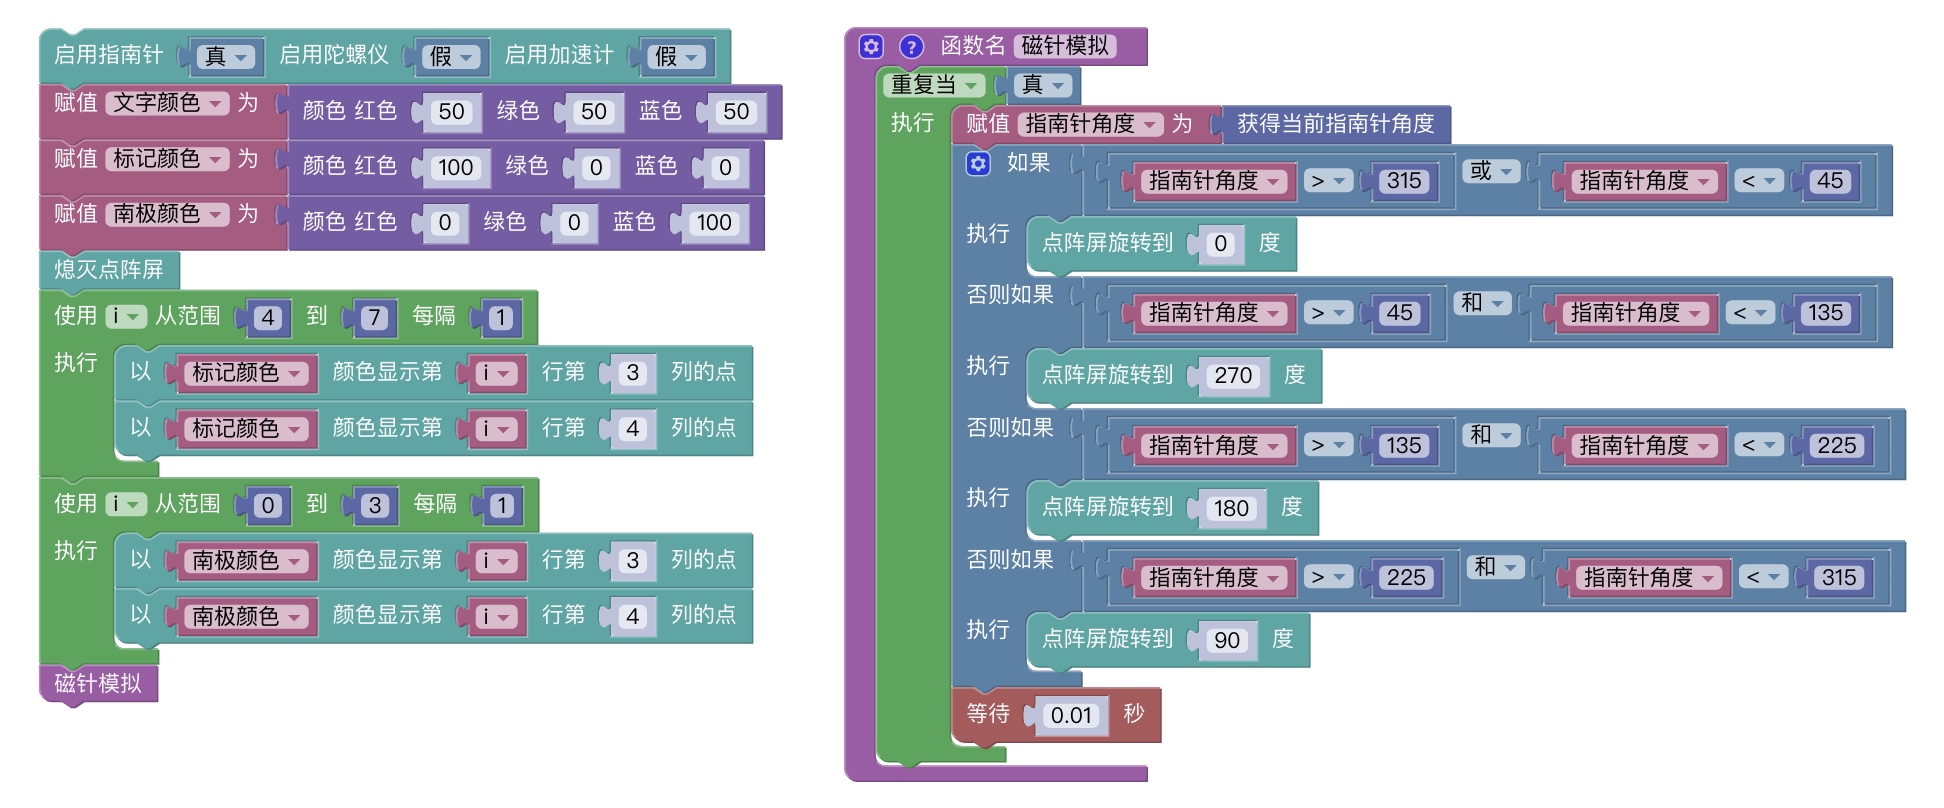 启用指南针 真 启用陀螺仪 假 启用加速计 假
赋值 文字颜色 为 颜色 红色 50 绿色 50 蓝色 50
赋值 标记颜色 为 颜色 红色 100 绿色 0 蓝色 0
赋值 南极颜色 为 颜色 红色 0 绿色 0 蓝色 100
熄灭点阵屏
使用 i 从范围 4 到 7 每隔 1
执行 以 标记颜色 颜色显示第 i 行第 3 列的点
以 标记颜色 颜色显示第 i 行第 4 列的点
使用 i 从范围 0 到 3 每隔 1
执行 以 南极颜色 颜色显示第 i 行第 3 列的点
以 南极颜色 颜色显示第 i 行第 4 列的点
磁针模拟
? 函数名 磁针模拟
重复当 真
执行 赋值 指南针角度 为 获得当前指南针角度
如果 指南针角度 > 315 或 指南针角度 < 45
执行 点阵屏旋转到 0 度
否则如果 指南针角度 > 45 和 指南针角度 < 135
执行 点阵屏旋转到 270 度
否则如果 指南针角度 > 135 和 指南针角度 < 225
执行 点阵屏旋转到 180 度
否则如果 指南针角度 > 225 和 指南针角度 < 315
执行 点阵屏旋转到 90 度
等待 0.01 秒